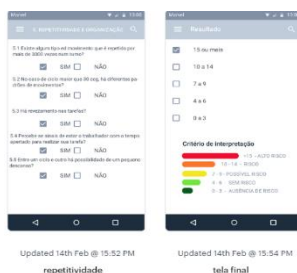 5. REPETITIVIDADE E ORGANIZAÇÃO
5.1 Existe algum tipo ed movimento que é repetido por
mais de 3000 vezes num turno?
SIM NÃO
5.2 No caso de ciclo maior que 30 seg, há diferentes pa
drões de movimentos?
SIM NÃO
5.3 Há revezamento nas tarefas?
SIM NÃO
5.4 Percebe-se sinais de estar o trabalhador com o tempo
apertado para realizar sua tarefa?
SIM NÃO
5.5 Entre um ciclo e outro há possibilidade de um pequeno
descanso?
SIM NÃO
Updated 14th Feb @ 15:52 PM
repetitividade
Resultado
15 ou mais
10 a 14
7 a 9
4 a 6
0 a 3
Critério de interpretação
+15 - ALTO RISCO
10 - 14 - RISCO
7 - 9 - POSSÍVEL RISCO
4 - 6 - SEM RISCO
0 - 3 - AUSÊNCIA DE RISCO
Updated 14th Feb @ 15:54 PM
tela final